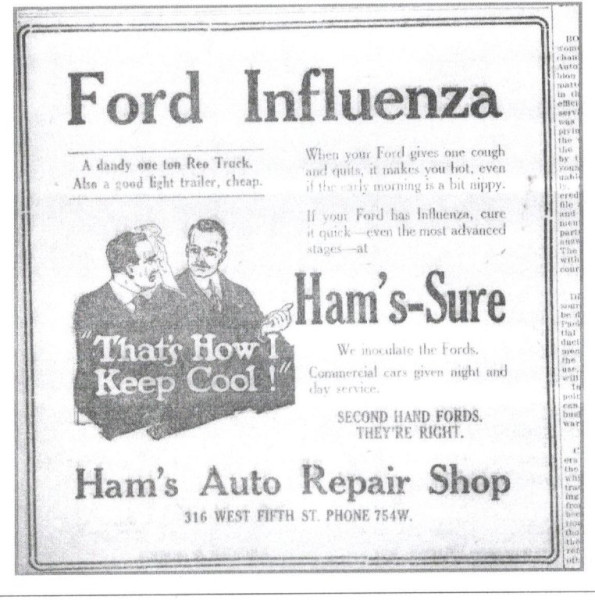 Ford Influenza
A dandy one ton Reo Truck.
Also a good light trailer, cheap.
When your Ford gives one cough
and quits, it makes you hot, even
if the early morning is a bit nippy.
If your Ford has Influenza, cure
it quick—even the most advanced
stages—at
Ham's-Sure
"That's How I
Keep Cool!"
We inoculate the Fords.
Commercial cars given night and
day service.
SECOND HAND FORDS.
THEY'RE RIGHT.
Ham's Auto Repair Shop
316 WEST FIFTH ST. PHONE 754W.